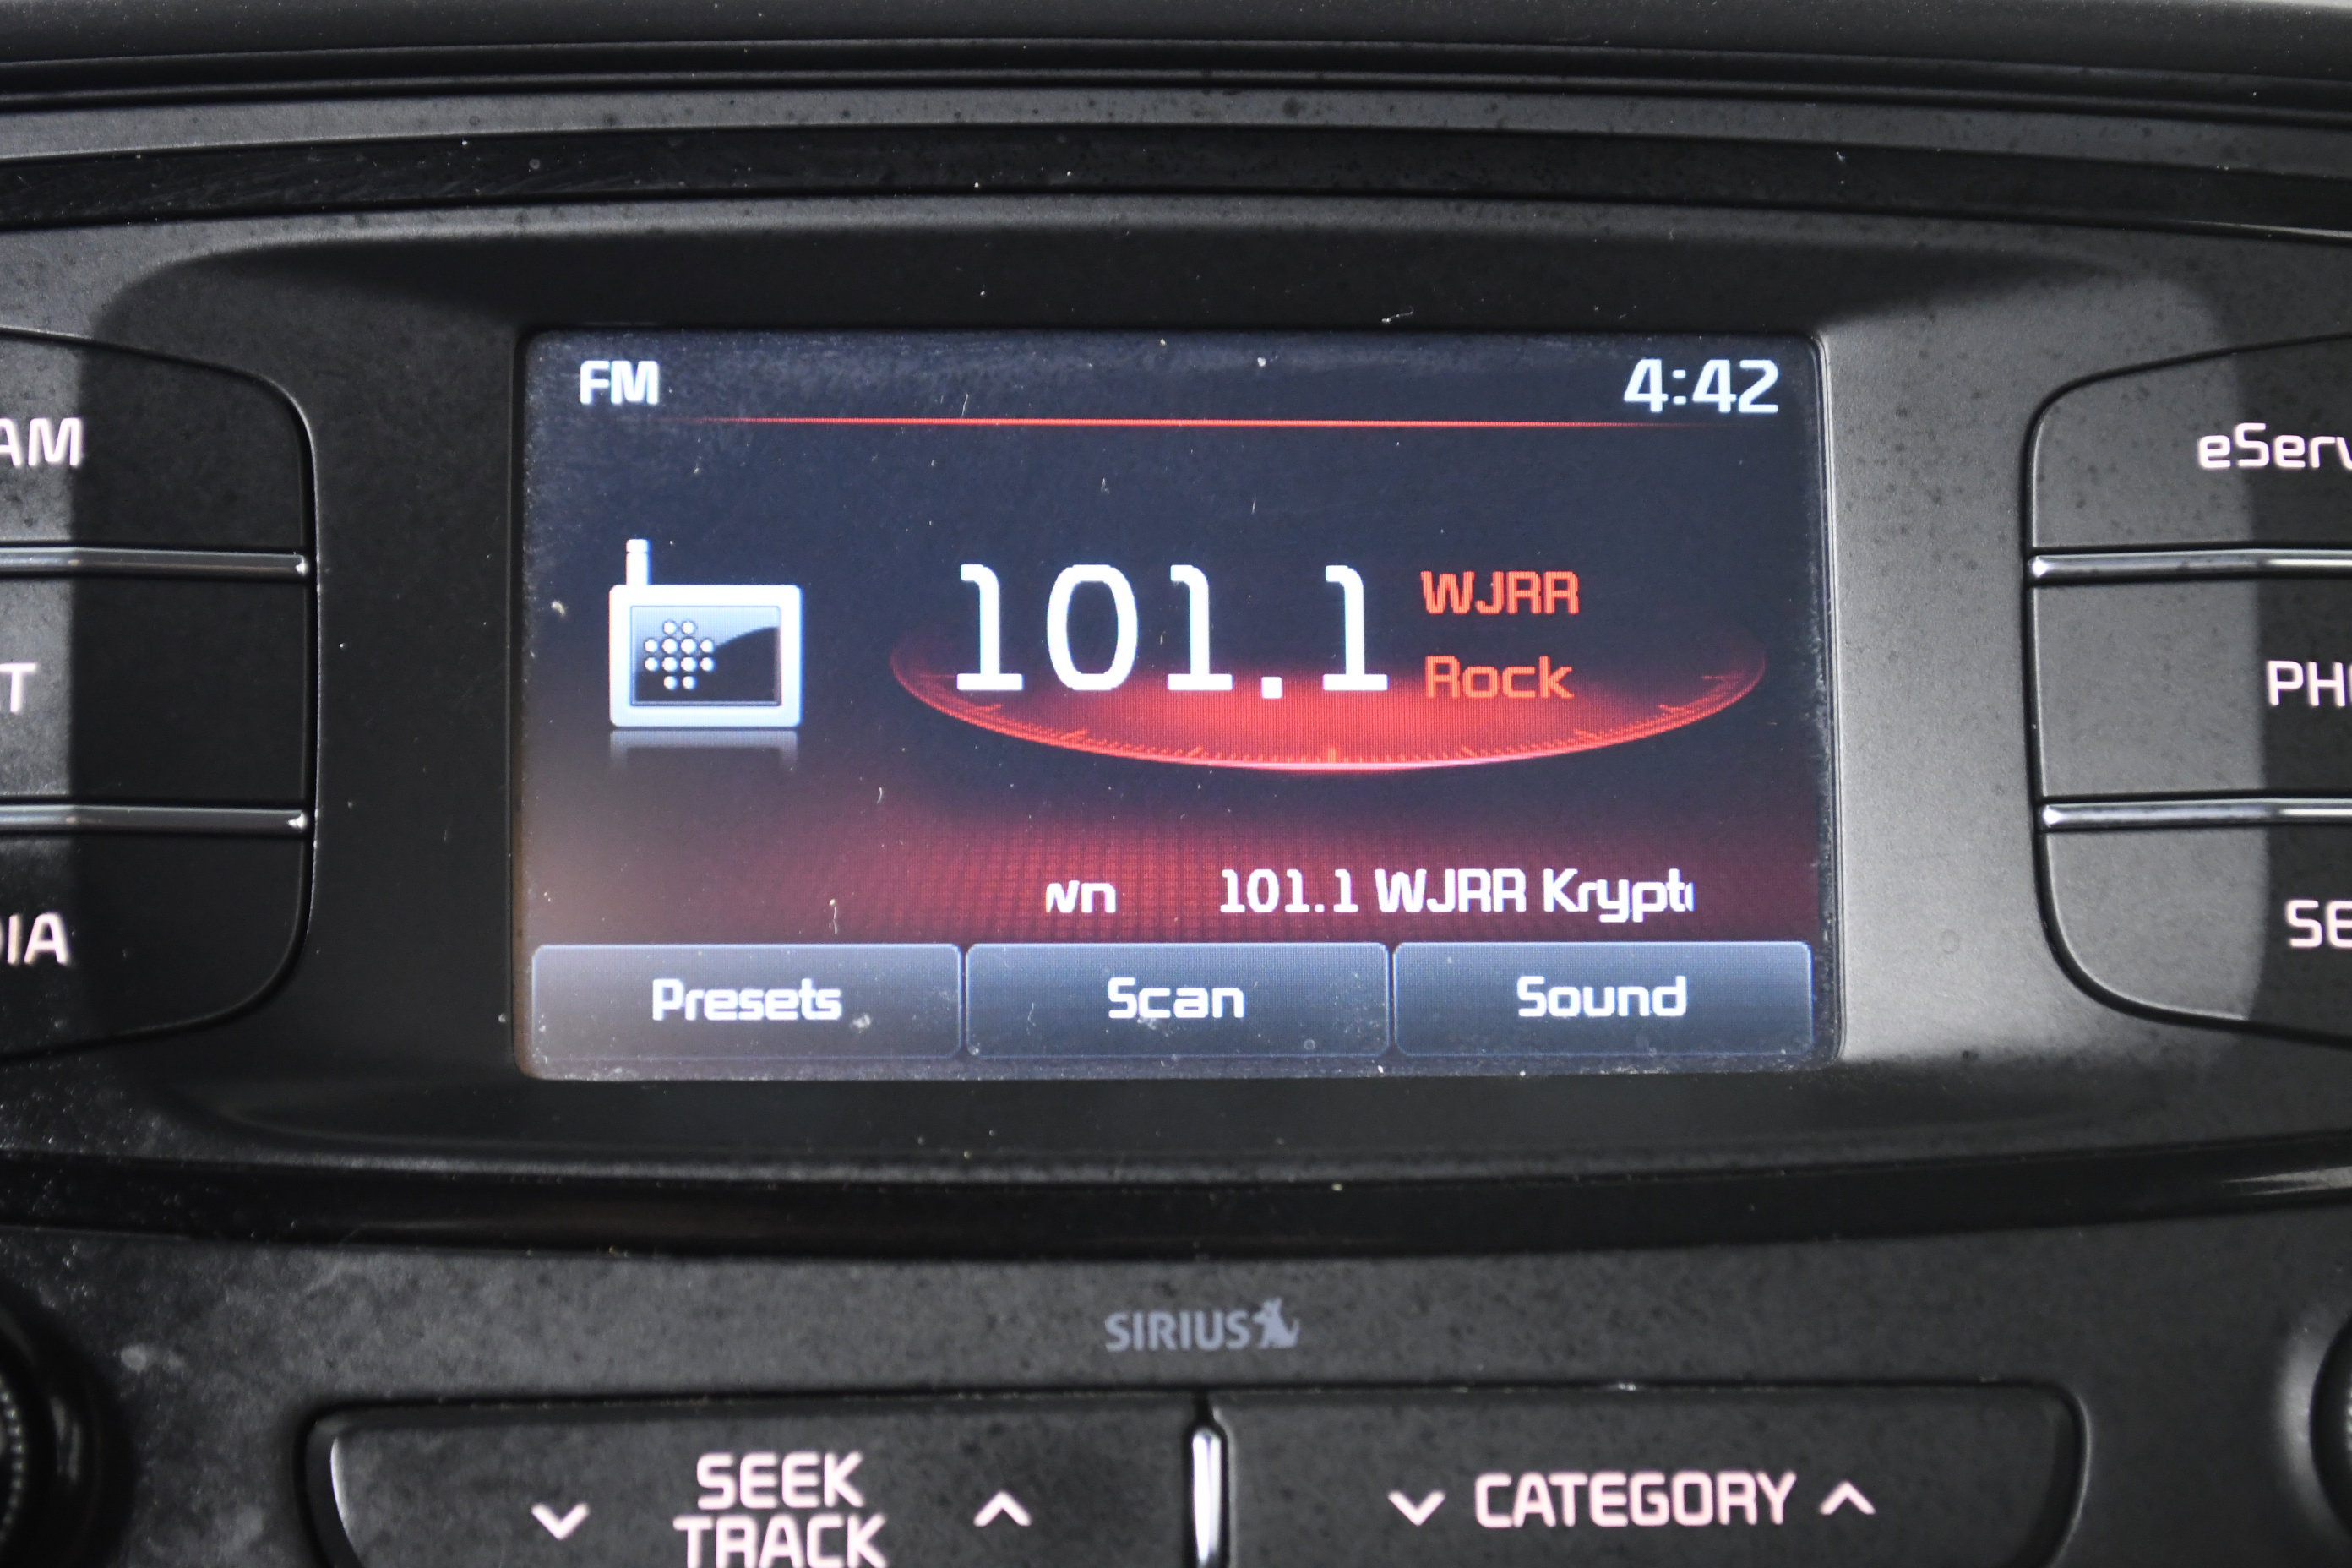 FM 4:42
AM
eServ
101.1 WJRR
Rock
T
PH
wn 101.1 WJRR Krypt
DIA
SE
Presets Scan Sound
SIRIUS
SEEK
TRACK
CATEGORY